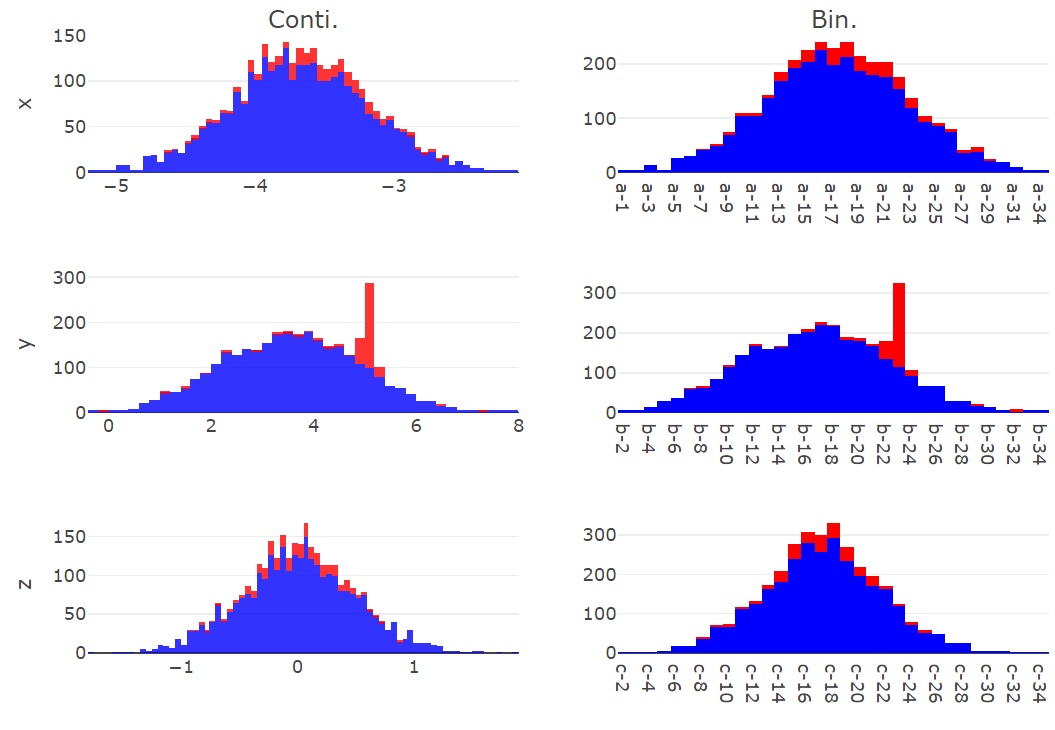 Conti.
Bin.
x
150
100
50
0
−5
−4
−3
200
100
0
a-1
a-3
a-5
a-7
a-9
a-11
a-13
a-15
a-17
a-19
a-21
a-23
a-25
a-27
a-29
a-31
a-34
y
300
200
100
0
0
2
4
6
8
300
200
100
0
b-2
b-4
b-6
b-8
b-10
b-12
b-14
b-16
b-18
b-20
b-22
b-24
b-26
b-28
b-30
b-32
b-34
z
150
100
50
0
−1
0
1
300
200
100
0
c-2
c-4
c-6
c-8
c-10
c-12
c-14
c-16
c-18
c-20
c-22
c-24
c-26
c-28
c-30
c-32
c-34